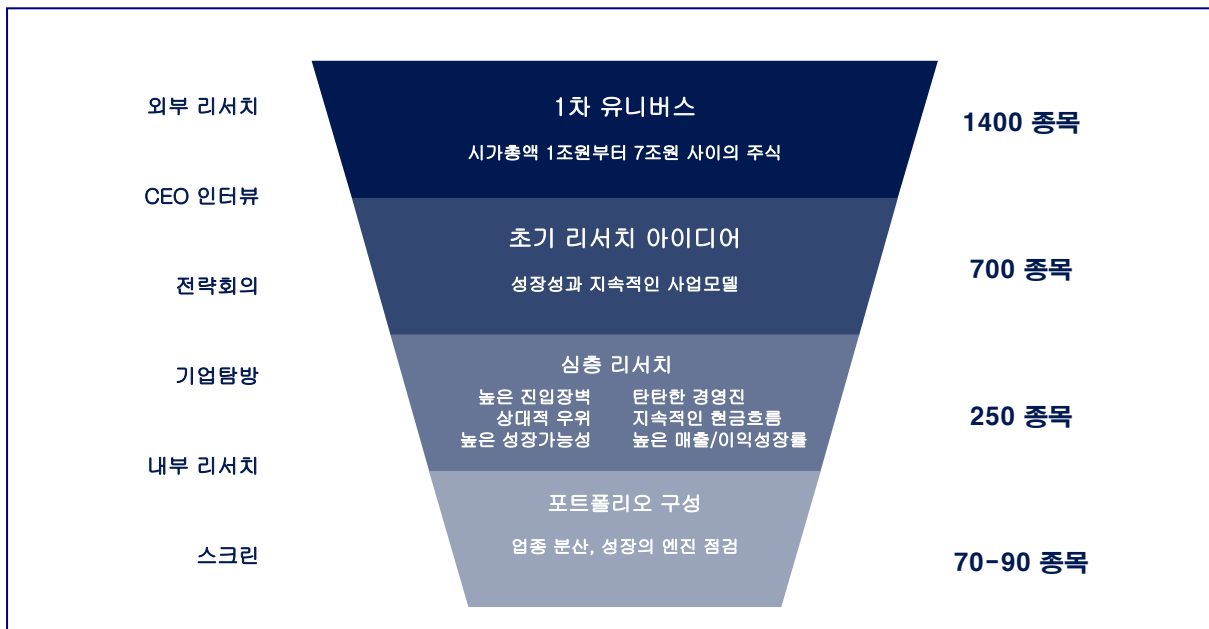 외부 리서치
CEO 인터뷰
전략회의
기업탐방
내부 리서치
스크린
1차 유니버스
시가총액 1조원부터 7조원 사이의 주식
초기 리서치 아이디어
성장성과 지속적인 사업모델
심층 리서치
높은 진입장벽 탄탄한 경영진
상대적 우위 지속적인 현금흐름
높은 성장가능성 높은 매출/이익성장률
포트폴리오 구성
업종 분산, 성장의 엔진 점검
1400 종목
700 종목
250 종목
70-90 종목